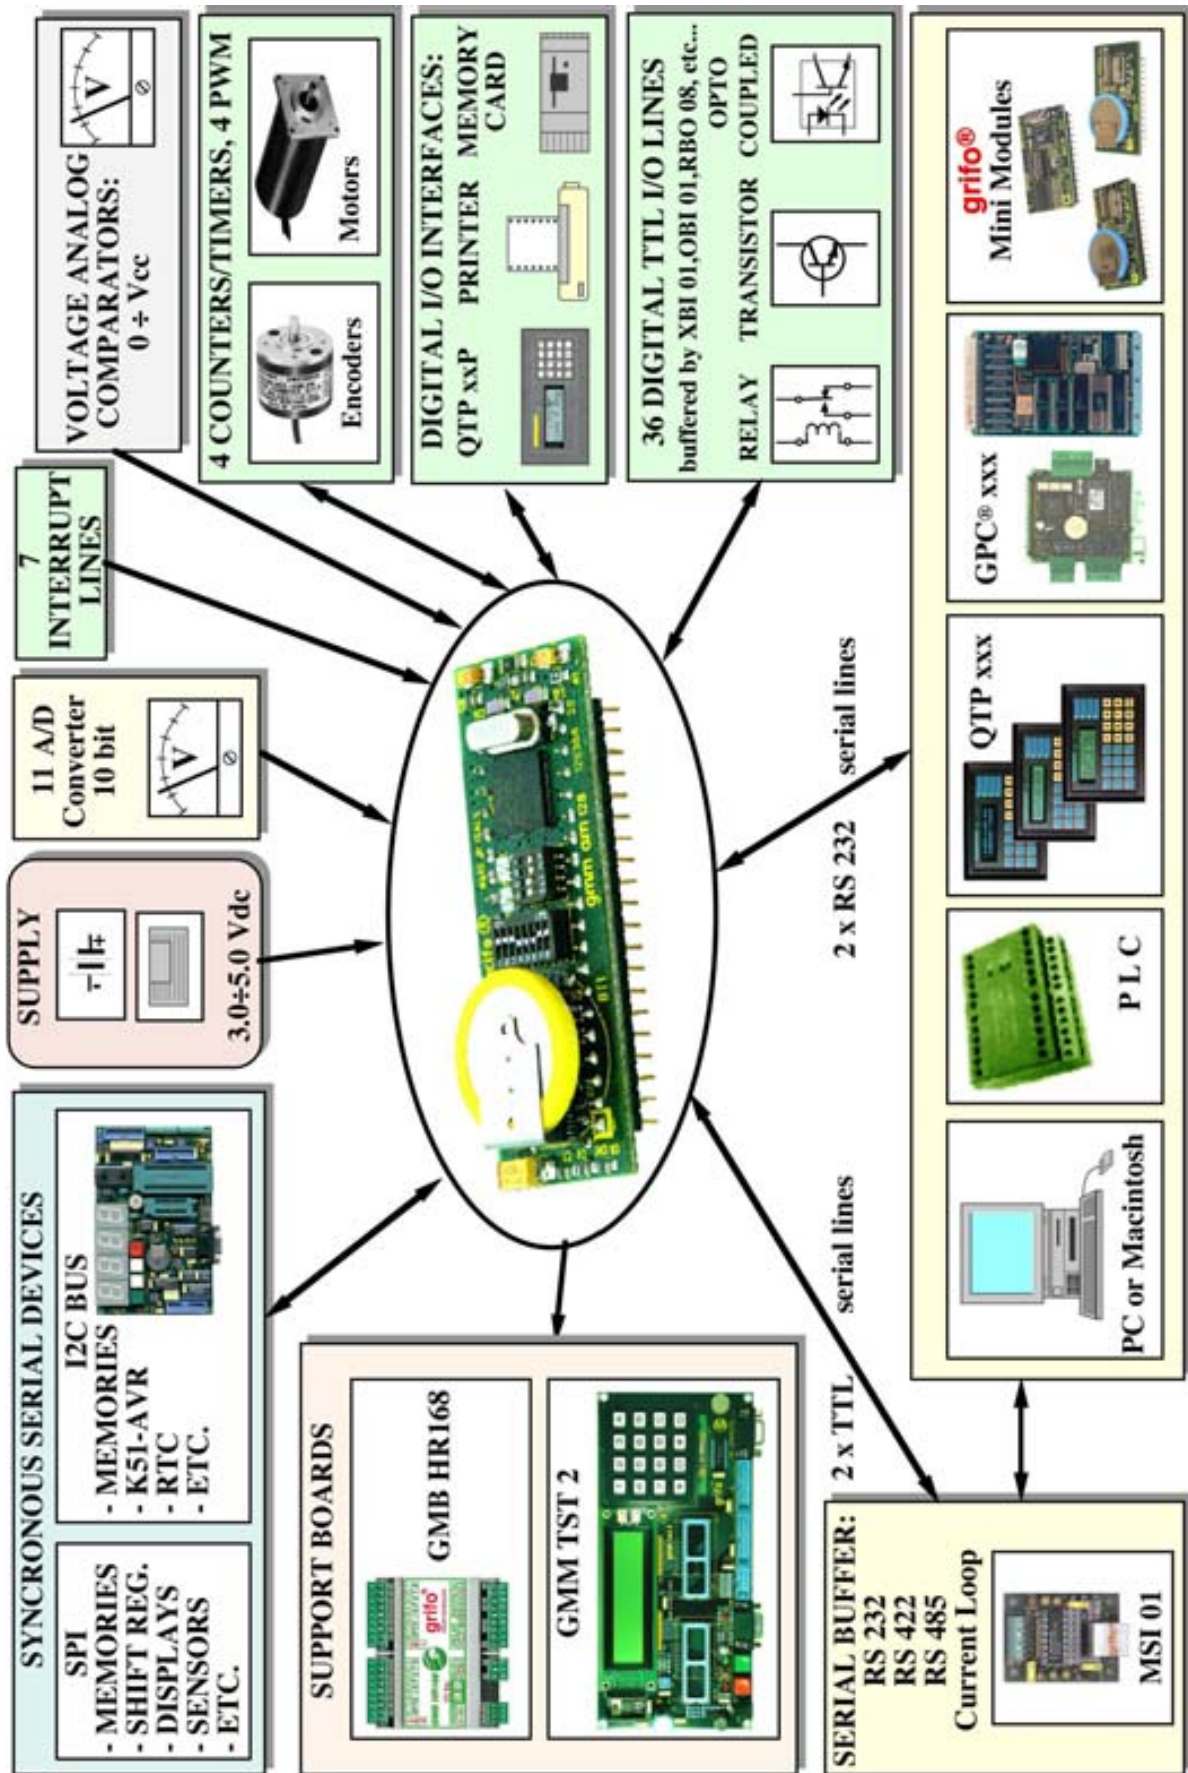 SYNCRONOUS SERIAL DEVICES
SPI
- MEMORIES
- SHIFT REG.
- DISPLAYS
- SENSORS
- ETC.
I2C BUS
- MEMORIES
- K51-AVR
- RTC
- ETC.
SUPPLY
3.0÷5.0 Vdc
11 A/D
Converter
10 bit
V
7
INTERRUPT
LINES
VOLTAGE ANALOG
COMPARATORS:
0 ÷ Vcc
V
4 COUNTERS/TIMERS, 4 PWM
Encoders
Motors
DIGITAL I/O INTERFACES:
QTP xxP PRINTER MEMORY
CARD
36 DIGITAL TTL I/O LINES
buffered by XBI 01,OBI 01,RBO 08, etc...
OPTO
RELAY TRANSISTOR COUPLED
SUPPORT BOARDS
GMB HR168
grifo®
GMM TST 2
gmm am 128
2 x TTL serial lines
2 x RS 232 serial lines
SERIAL BUFFER:
RS 232
RS 422
RS 485
Current Loop
MSI 01
PC or Macintosh
P L C
QTP xxx
GPC® xxx
grifo®
Mini Modules